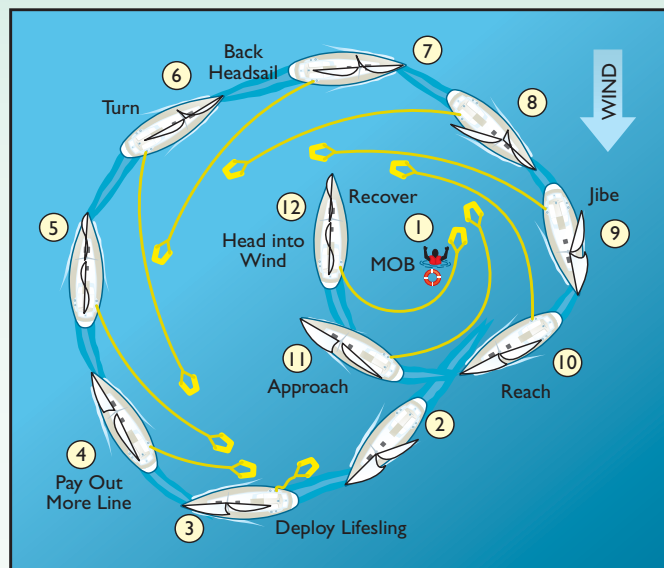 WIND
1
MOB
2
3
Deploy Lifesling
4
Pay Out
More Line
5
6
Turn
7
Back
Headsail
8
9
Jibe
10
Reach
11
Approach
12
Recover
Head into
Wind